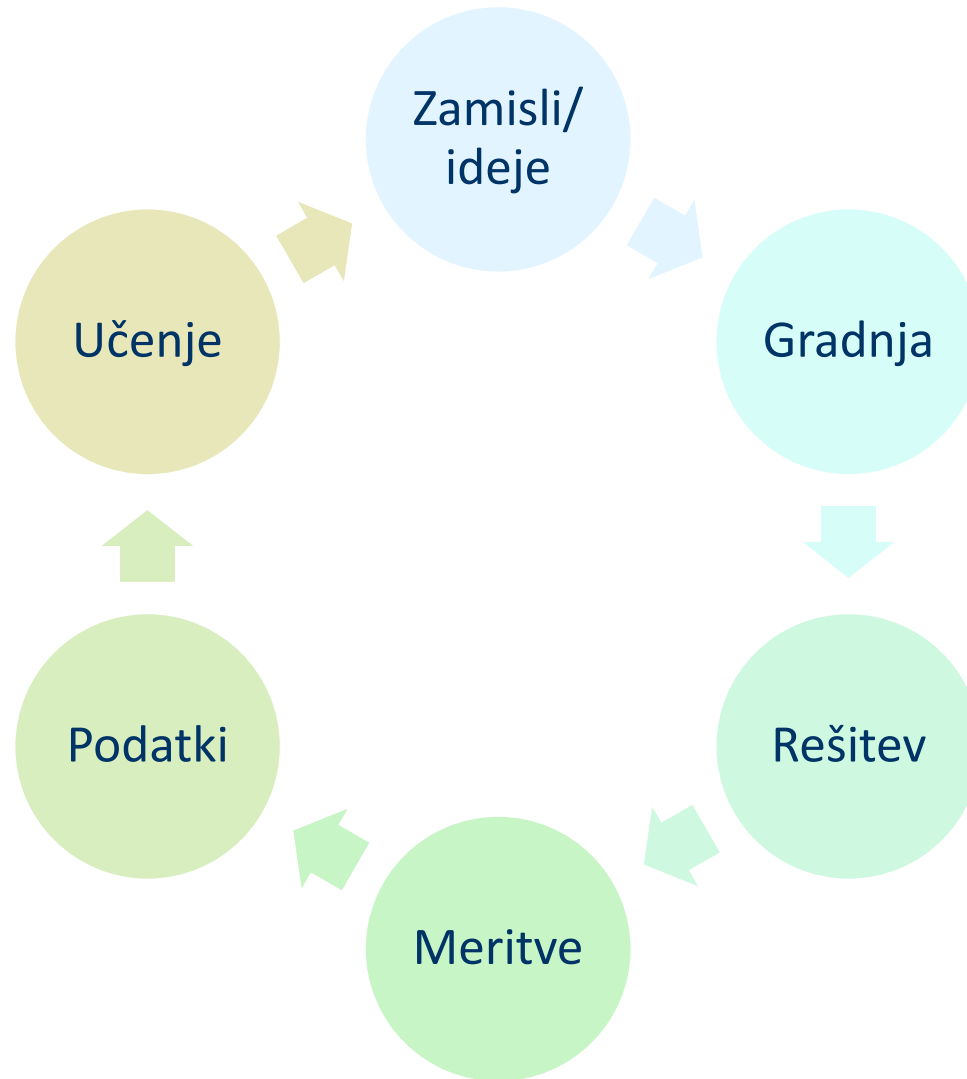 Zamisli/
ideje
Gradnja
Rešitev
Meritve
Podatki
Učenje